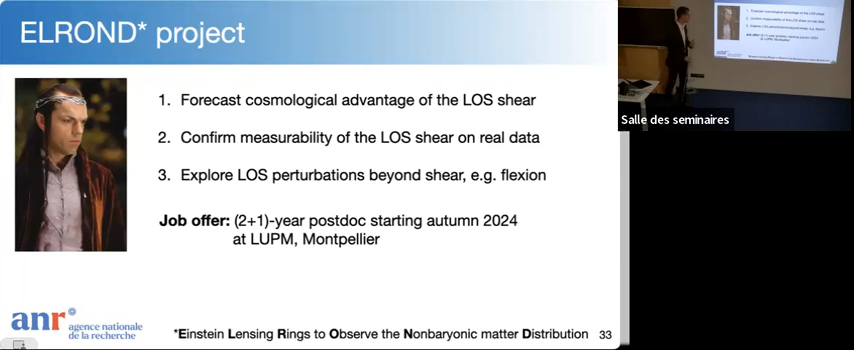 ELROND* project
1. Forecast cosmological advantage of the LOS shear
2. Confirm measurability of the LOS shear on real data
3. Explore LOS perturbations beyond shear, e.g. flexion
Job offer: (2+1)-year postdoc starting autumn 2024
at LUPM, Montpellier
anr
agence nationale
de la recherche
*Einstein Lensing Rings to Observe the Nonbaryonic matter Distribution 33
Salle des seminaires